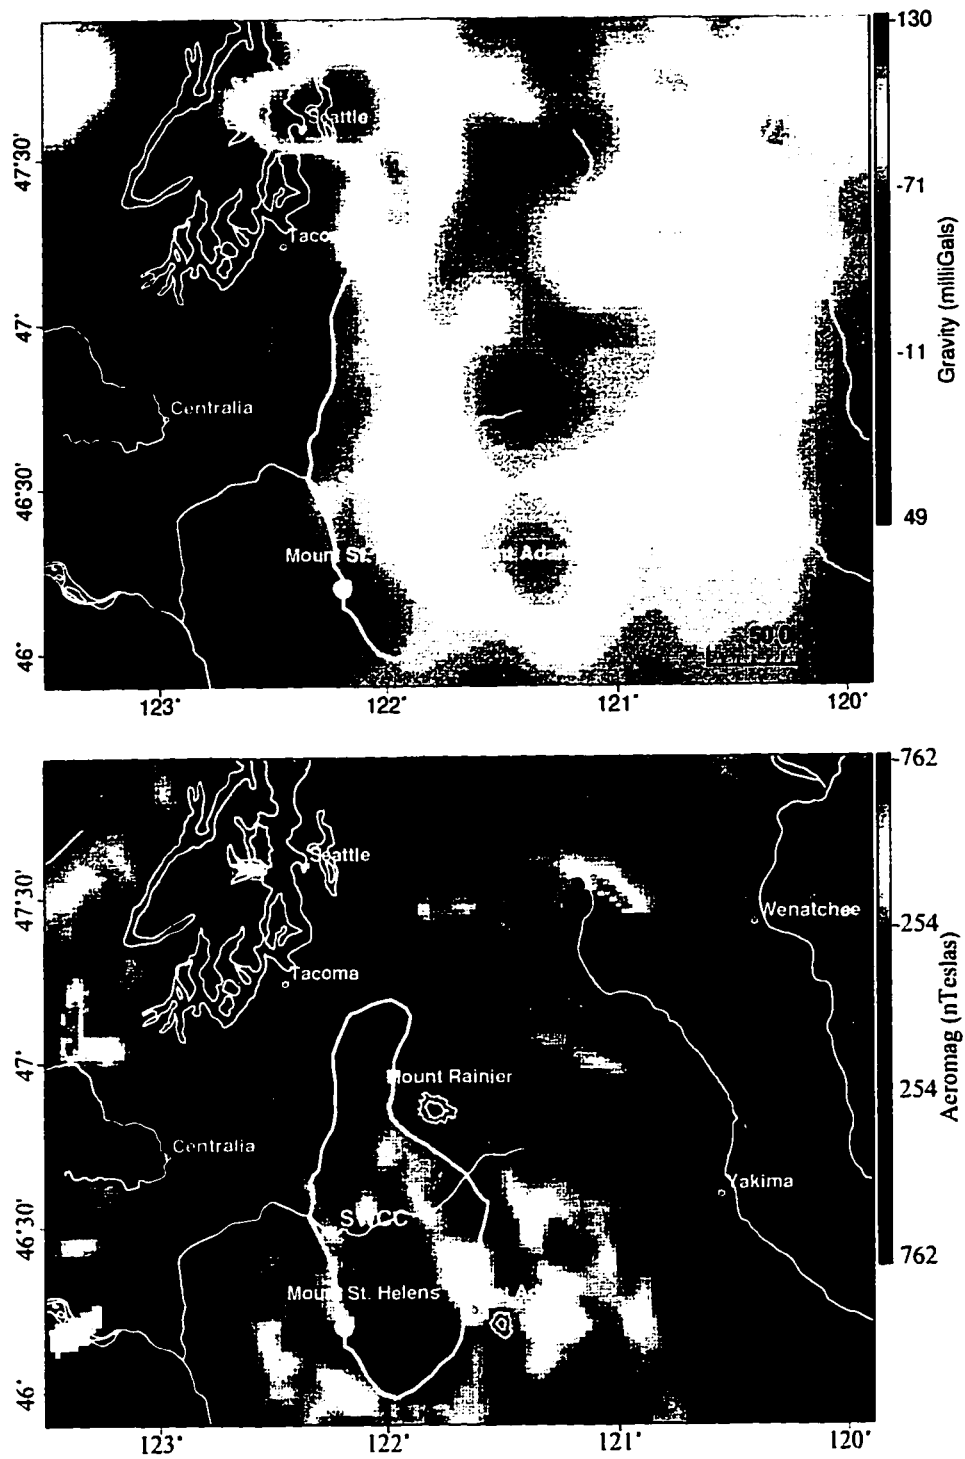 -130
Seattle
47°30'
-71
Taco
Gravity (milliGals)
47°
-11
Centralia
46°30'
49
Mount St.
nt Adam
50.0
46°
123°
122°
121°
120°
-762
Seattle
47°30'
Wenatchee
-254
Tacoma
Aeromag (nTeslas)
47°
Mount Rainier
254
Centralia
Yakima
SWCC
46°30'
762
Mount St. Helens
46°
123°
122°
121°
120°